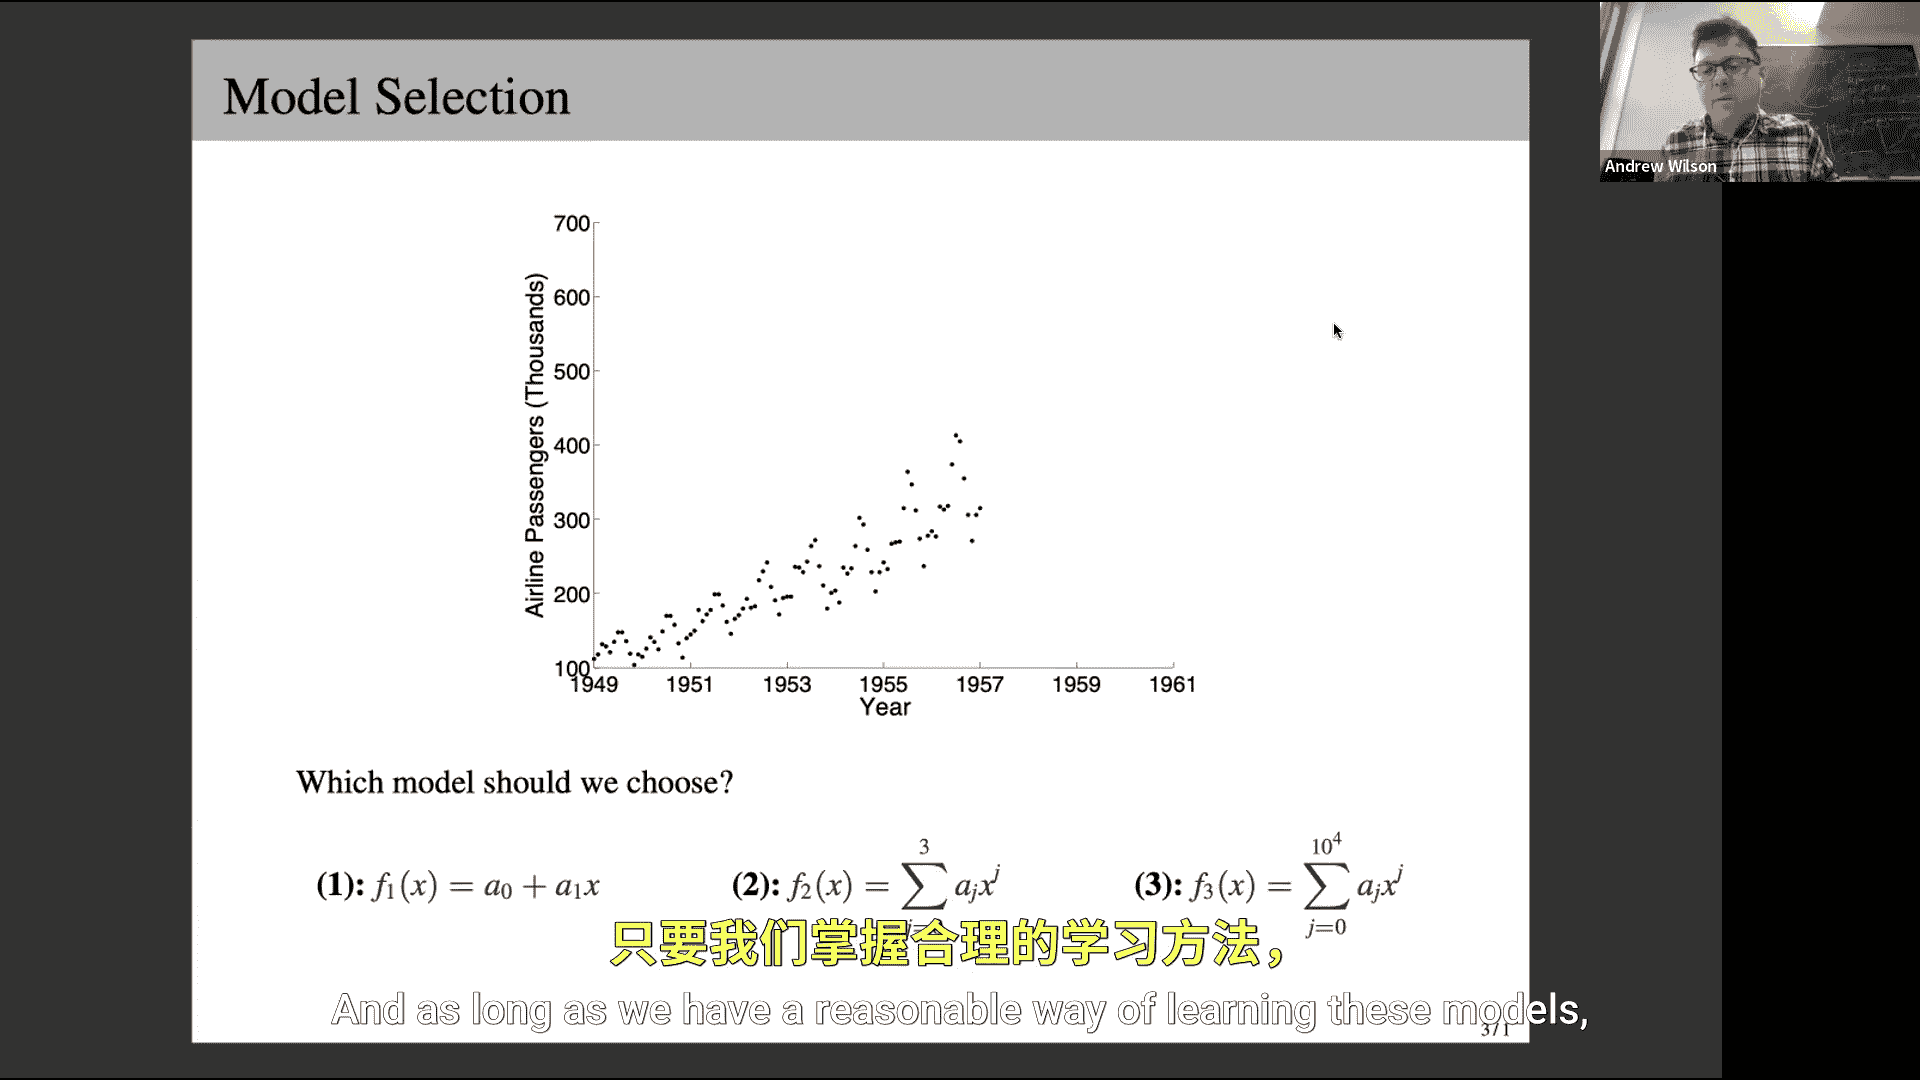 Model Selection
Andrew Wilson
700
600
500
400
300
200
100
Airline Passengers (Thousands)
1949 1951 1953 1955 1957 1959 1961
Year
Which model should we choose?
3
10⁴
(1): f₁(x) = a₀ + a₁x
(2): f₂(x) = ∑ aⱼxʲ
(3): f₃(x) = ∑ aⱼxʲ
j=0
只要我们掌握合理的学习方法，
And as long as we have a reasonable way of learning these models,
3 / 1